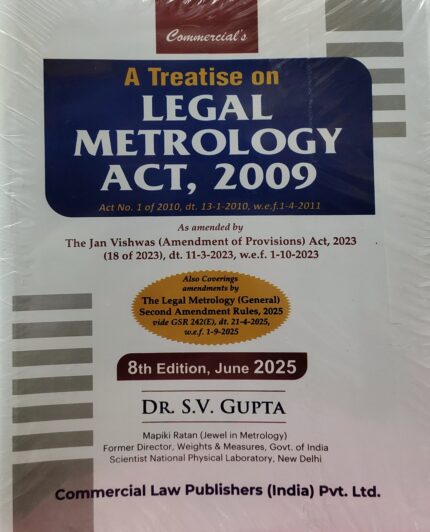 Commercial's
A Treatise on
LEGAL
METROLOGY
ACT, 2009
Act No. 1 of 2010, dt. 13-1-2010, w.e.f.1-4-2011
As amended by
The Jan Vishwas (Amendment of Provisions) Act, 2023
(18 of 2023), dt. 11-3-2023, w.e.f. 1-10-2023
Also Coverings
amendments by
The Legal Metrology (General)
Second Amendment Rules, 2025
vide GSR 242(E), dt. 21-4-2025,
w.e.f. 1-9-2025
8th Edition, June 2025
DR. S.V. GUPTA
Mapiki Ratan (Jewel in Metrology)
Former Director, Weights & Measures, Govt. of India
Scientist National Physical Laboratory, New Delhi
Commercial Law Publishers (India) Pvt. Ltd.